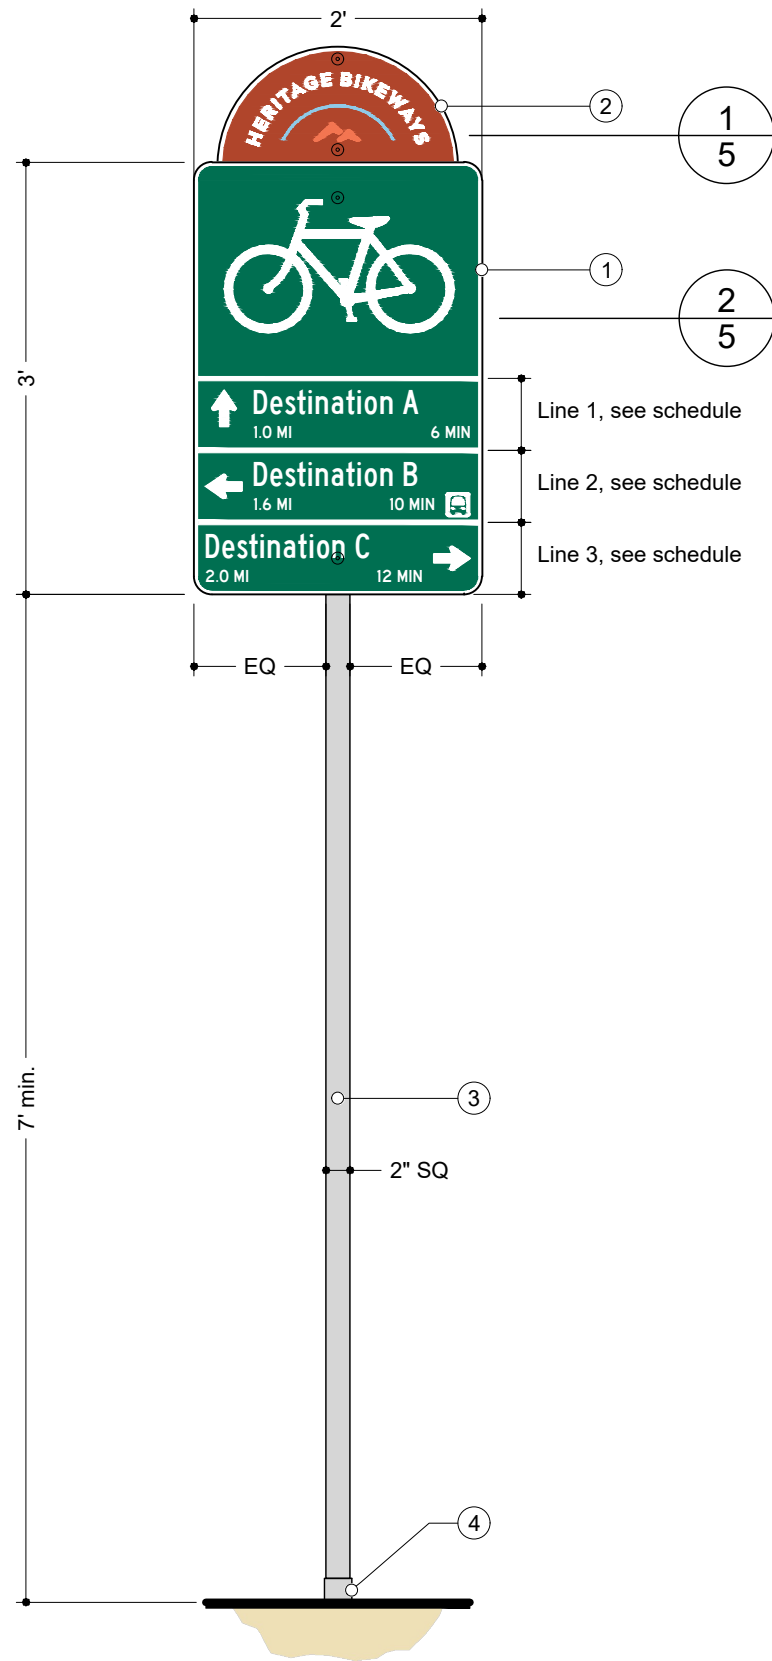 2'
HERITAGE BIKEWAYS
2
1
5
1
2
5
3'
Destination A
1.0 MI 6 MIN
Line 1, see schedule
Destination B
1.6 MI 10 MIN
Line 2, see schedule
Destination C
2.0 MI 12 MIN
Line 3, see schedule
EQ EQ
7' min.
3
2" SQ
4